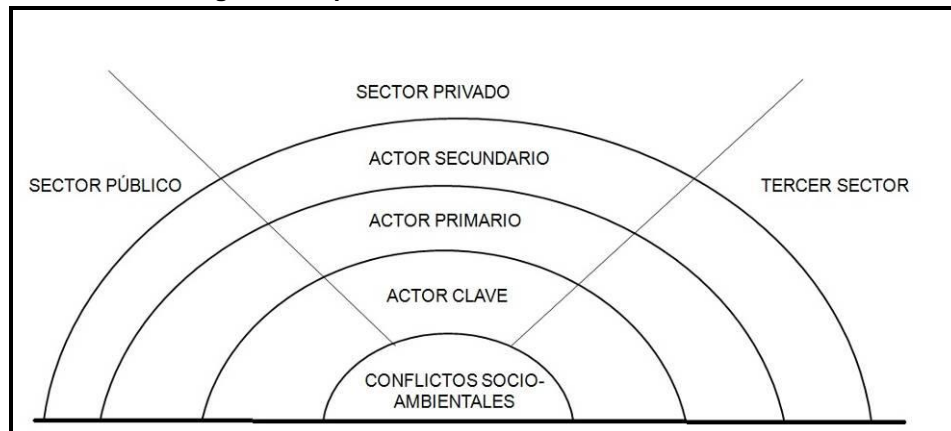 SECTOR PRIVADO
ACTOR SECUNDARIO
SECTOR PÚBLICO
TERCER SECTOR
ACTOR PRIMARIO
ACTOR CLAVE
CONFLICTOS SOCIO-
AMBIENTALES